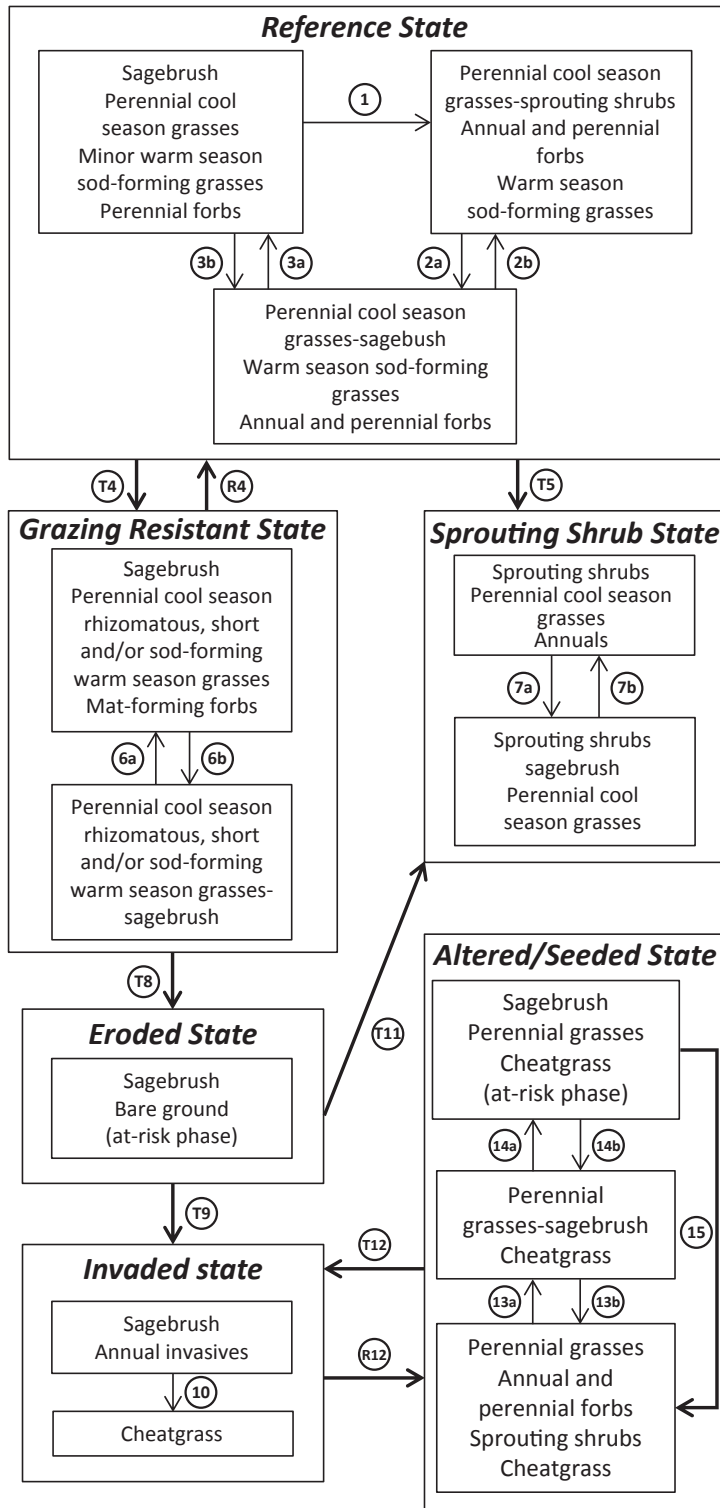 Reference State
Sagebrush
Perennial cool
season grasses
Minor warm season
sod-forming grasses
Perennial forbs
1
Perennial cool season
grasses-sprouting shrubs
Annual and perennial
forbs
Warm season
sod-forming grasses
3b
3a
2a
2b
Perennial cool season
grasses-sagebush
Warm season sod-forming
grasses
Annual and perennial forbs
T4
R4
T5
Grazing Resistant State
Sagebrush
Perennial cool season
rhizomatous, short
and/or sod-forming
warm season grasses
Mat-forming forbs
6a
6b
Perennial cool season
rhizomatous, short
and/or sod-forming
warm season grasses-
sagebrush
Sprouting Shrub State
Sprouting shrubs
Perennial cool season
grasses
Annuals
7a
7b
Sprouting shrubs
sagebrush
Perennial cool
season grasses
T8
T11
Eroded State
Sagebrush
Bare ground
(at-risk phase)
T9
Altered/Seeded State
Sagebrush
Perennial grasses
Cheatgrass
(at-risk phase)
14a
14b
Perennial
grasses-sagebrush
Cheatgrass
15
13a
13b
Perennial grasses
Annual and
perennial forbs
Sprouting shrubs
Cheatgrass
T12
R12
Invaded state
Sagebrush
Annual invasives
10
Cheatgrass